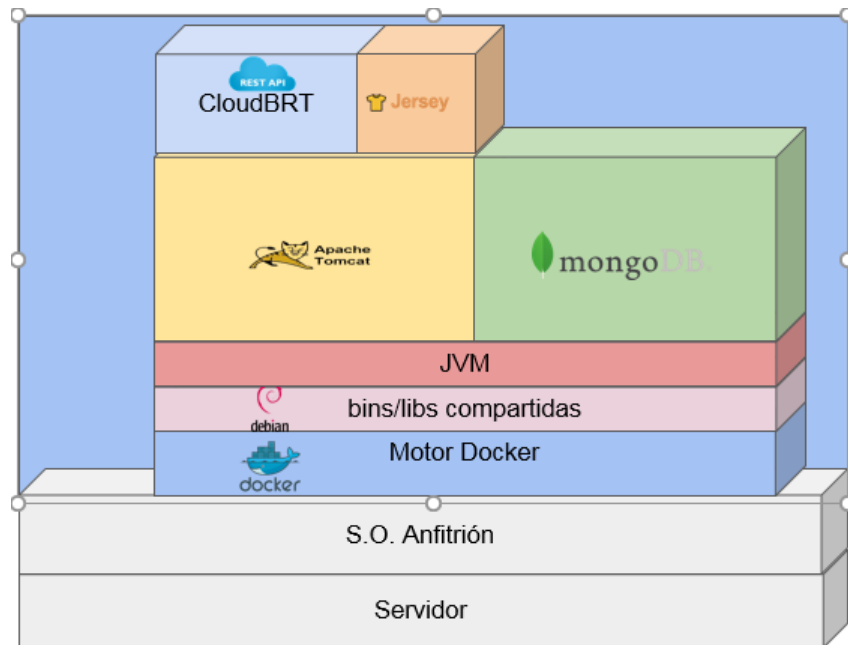 REST API
CloudBRT
Jersey
Apache
Tomcat
mongoDB
JVM
debian
bins/libs compartidas
Motor Docker
docker
S.O. Anfitrión
Servidor